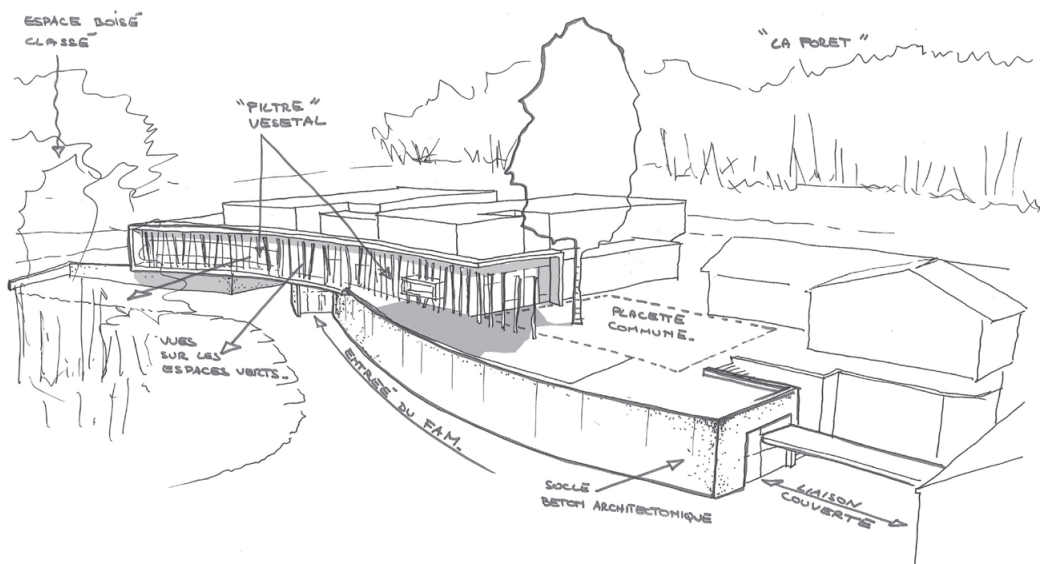 ESPACE BOISÉ
CLASSÉ
"LA FORET"
"FILTRE"
VEGETAL
PLACETTE
COMMUNE.
VUES
SUR LES
ESPACES VERTS.
ENTRÉE DU FAM.
SOCLE
BETON ARCHITECTONIQUE
LIAISON
COUVERTE